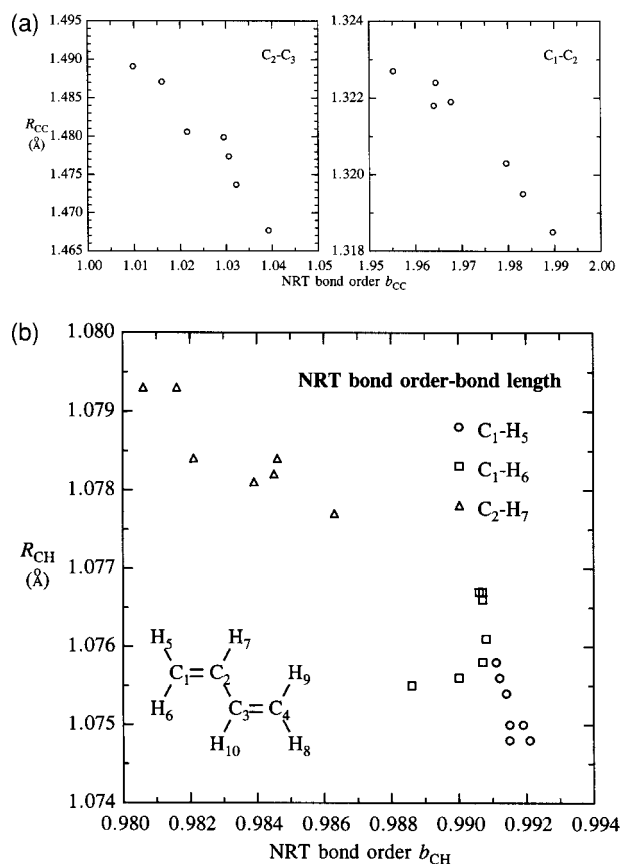 (a)
1.495
1.490
1.485
R_CC
(Å)
1.480
1.475
1.470
1.465
C₂-C₃
1.00 1.01 1.02 1.03 1.04 1.05
1.324
1.322
1.320
1.318
C₁-C₂
1.95 1.96 1.97 1.98 1.99 2.00
NRT bond order b_CC
(b)
1.080
1.079
1.078
1.077
R_CH
(Å)
1.076
1.075
1.074
NRT bond order-bond length
C₁-H₅
C₁-H₆
C₂-H₇
H₅ H₇
C₁=C₂ H₉
H₆ C₃=C₄
H₁₀ H₈
0.980 0.982 0.984 0.986 0.988 0.990 0.992 0.994
NRT bond order b_CH